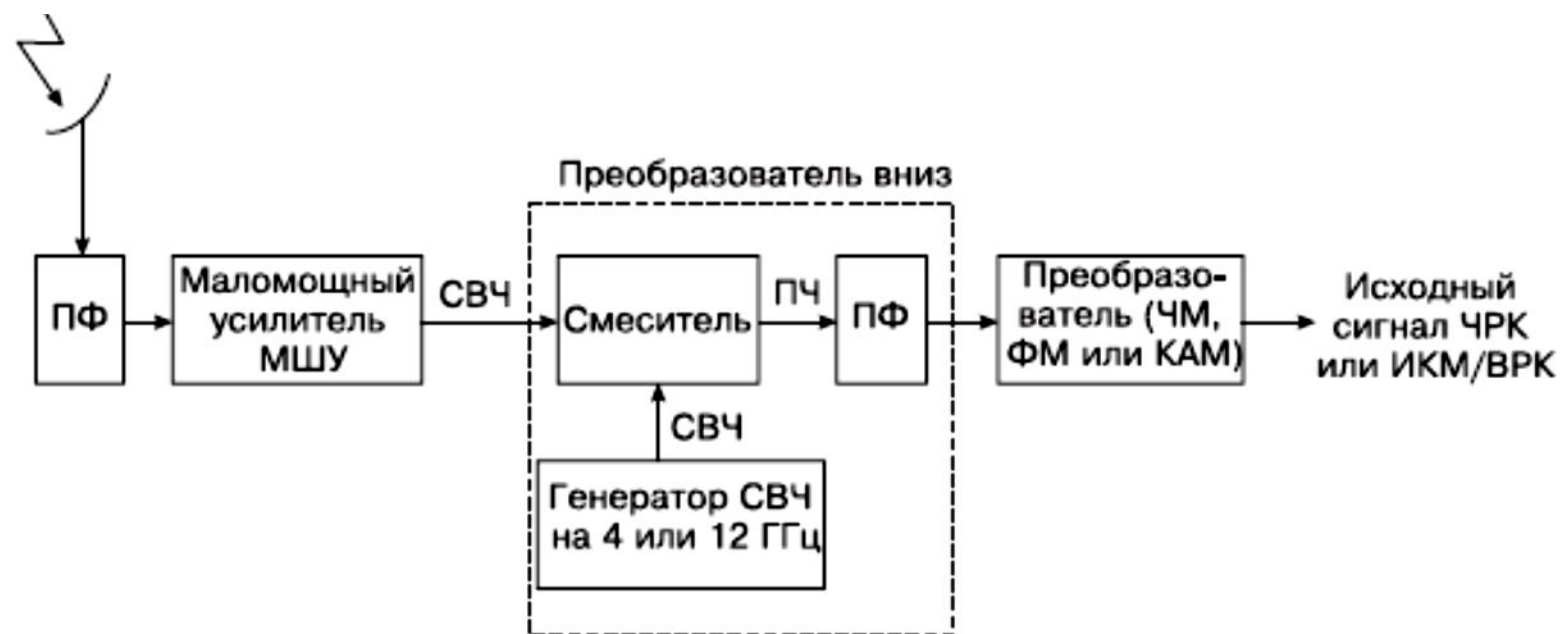 Преобразователь вниз
ПФ
Маломощный
усилитель
МШУ
СВЧ
Смеситель
ПЧ
ПФ
Преобразо-
ватель (ЧМ,
ФМ или КАМ)
Исходный
сигнал ЧРК
или ИКМ/ВРК
СВЧ
Генератор СВЧ
на 4 или 12 ГГц